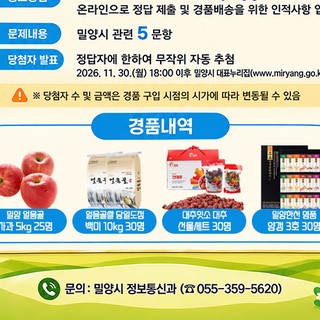 온라인으로 정답 제출 및 경품배송을 위한 인적사항 입
문제내용 밀양시 관련 5 문항
당첨자 발표 정답자에 한하여 무작위 자동 추첨
2026. 11. 30.(월) 18:00 이후 밀양시 대표누리집(www.miryang.go.k
※ 당첨자 수 및 금액은 경품 구입 시점의 시가에 따라 변동될 수 있음
경품내역
밀양 얼음골
사과 5kg 25명
얼음골쌀 당일도정
백미 10kg 30명
대추핫소 대추
선물세트 30명
밀양한천 명품
양갱 3호 30명
문의 : 밀양시 정보통신과 (☎055-359-5620)